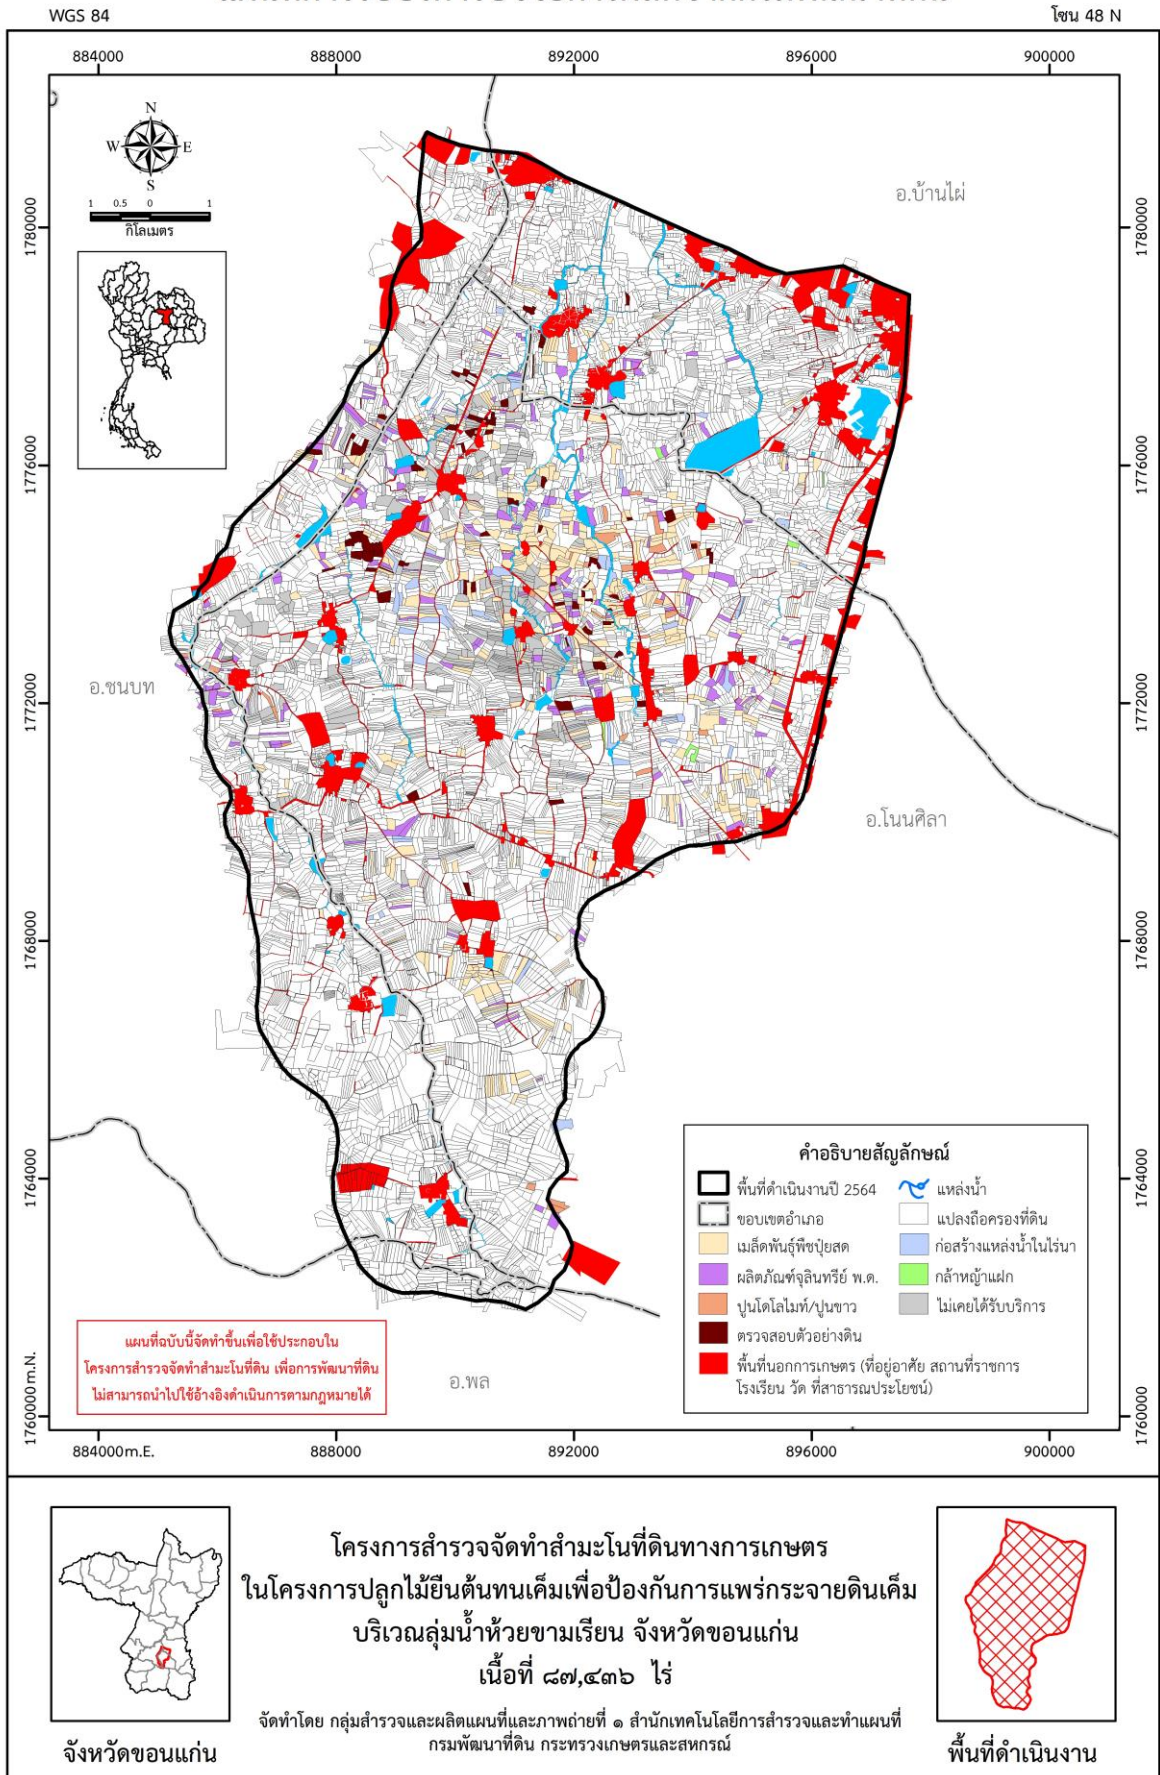 WGS 84
โซน 48 N
884000
888000
892000
896000
900000
N
W
E
S
1 0.5 0 1
กิโลเมตร
อ.บ้านไผ่
อ.ชนบท
อ.โนนศิลา
อ.พล
1780000
1776000
1772000
1768000
1764000
1760000m.N.
1780000
1776000
1772000
1768000
1764000
1760000
คำอธิบายสัญลักษณ์
พื้นที่ดำเนินงานปี 2564
แหล่งน้ำ
ขอบเขตอำเภอ
แปลงถือครองที่ดิน
เมล็ดพันธุ์พืชปุ๋ยสด
ก่อสร้างแหล่งน้ำในไร่นา
ผลิตภัณฑ์จุลินทรีย์ พ.ด.
กล้าหญ้าแฝก
ปูนโดโลไมท์/ปูนขาว
ไม่เคยได้รับบริการ
ตรวจสอบตัวอย่างดิน
พื้นที่นอกการเกษตร (ที่อยู่อาศัย สถานที่ราชการ
โรงเรียน วัด ที่สาธารณประโยชน์)
แผนที่ฉบับนี้จัดทำขึ้นเพื่อใช้ประกอบใน
โครงการสำรวจจัดทำสำมะโนที่ดิน เพื่อการพัฒนาที่ดิน
ไม่สามารถนำไปใช้อ้างอิงดำเนินการตามกฎหมายได้
884000m.E.
888000
892000
896000
900000
โครงการสำรวจจัดทำสำมะโนที่ดินทางการเกษตร
ในโครงการปลูกไม้ยืนต้นทนเค็มเพื่อป้องกันการแพร่กระจายดินเค็ม
บริเวณลุ่มน้ำห้วยขามเรียน จังหวัดขอนแก่น
เนื้อที่ ๘๗,๔๓๖ ไร่
จัดทำโดย กลุ่มสำรวจและผลิตแผนที่และภาพถ่ายที่ ๑ สำนักเทคโนโลยีการสำรวจและทำแผนที่
กรมพัฒนาที่ดิน กระทรวงเกษตรและสหกรณ์
จังหวัดขอนแก่น
พื้นที่ดำเนินงาน